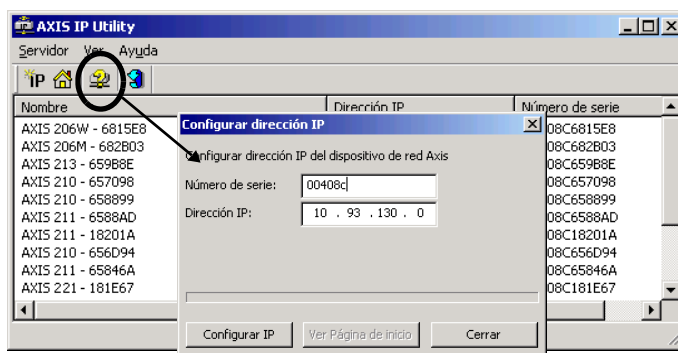 AXIS IP Utility
Servidor Ver Ayuda
IP
Nombre Dirección IP Número de serie
AXIS 206W - 6815E8 08C6815E8
AXIS 206M - 682B03 08C682B03
AXIS 213 - 659B8E 08C659B8E
AXIS 210 - 657098 08C657098
AXIS 210 - 658899 08C658899
AXIS 211 - 6588AD 08C6588AD
AXIS 211 - 18201A 08C18201A
AXIS 210 - 656D94 08C656D94
AXIS 211 - 65846A 08C65846A
AXIS 221 - 181E67 08C181E67
Configurar dirección IP
Configurar dirección IP del dispositivo de red Axis
Número de serie: 00408c
Dirección IP: 10 . 93 . 130 . 0
Configurar IP Ver Página de inicio Cerrar